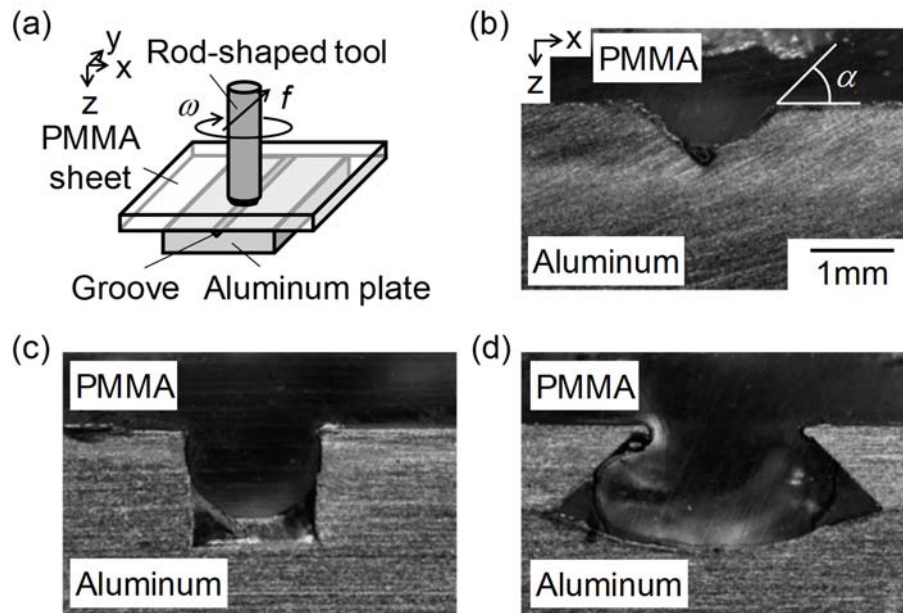 (a)
y
x
z
Rod-shaped tool
ω
f
PMMA
sheet
Groove
Aluminum plate
(b)
x
z
PMMA
α
Aluminum
1mm
(c)
PMMA
Aluminum
(d)
PMMA
Aluminum